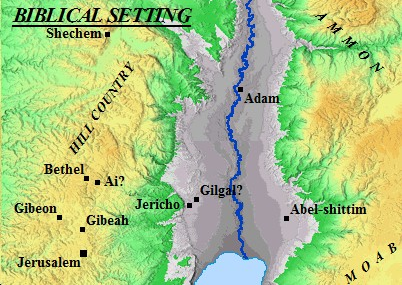 BIBLICAL SETTING
Shechem
AMMON
HILL COUNTRY
Adam
Bethel
Ai?
Gilgal?
Jericho
Gibeon
Gibeah
Abel-shittim
Jerusalem
MOAB